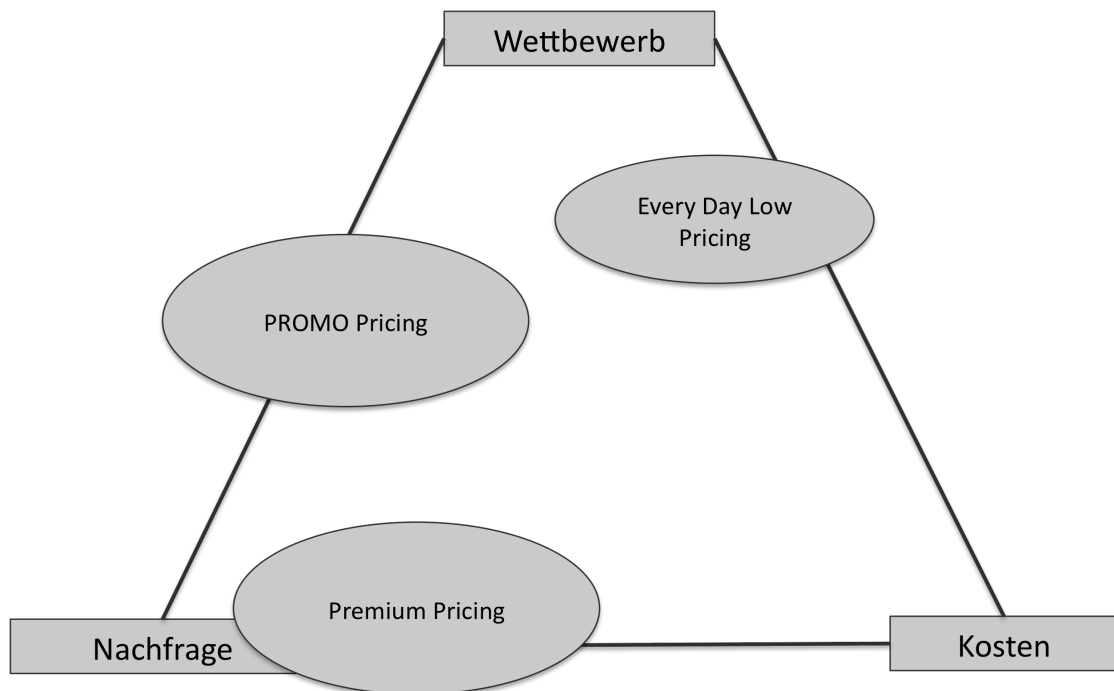 Wettbewerb
Every Day Low
Pricing
PROMO Pricing
Premium Pricing
Nachfrage
Kosten